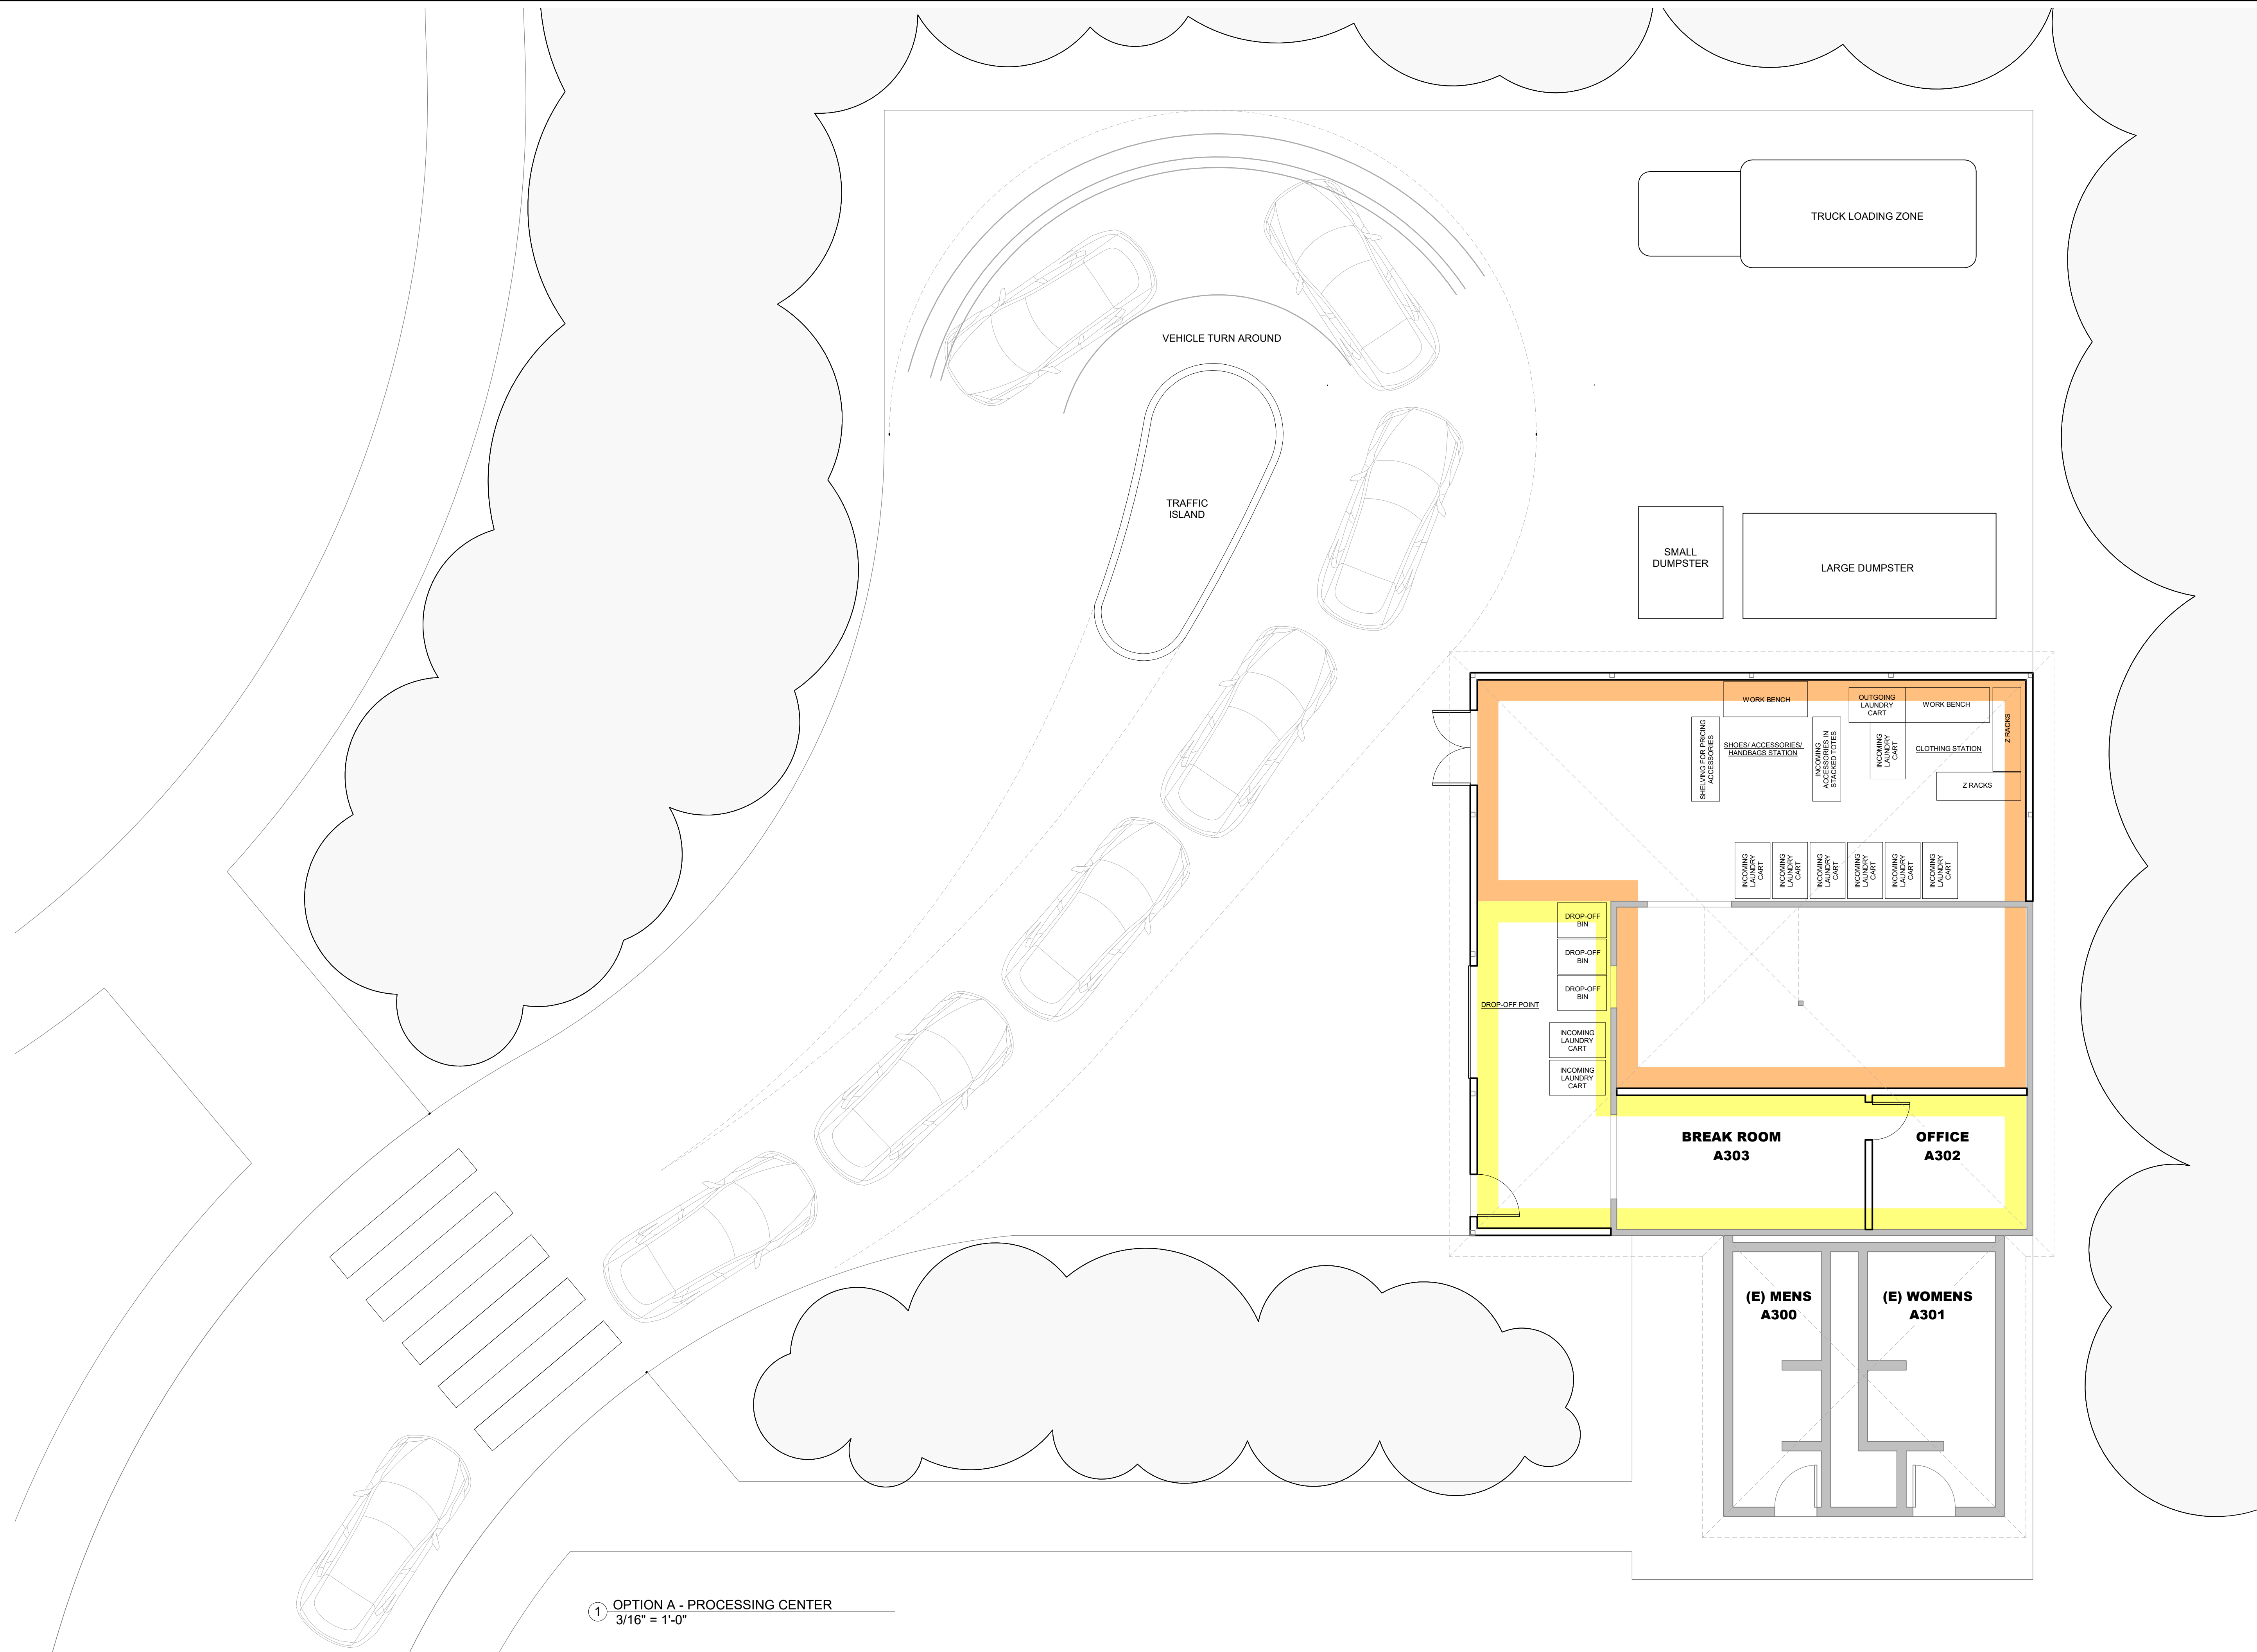 TRUCK LOADING ZONE
VEHICLE TURN AROUND
TRAFFIC
ISLAND
SMALL
DUMPSTER
LARGE DUMPSTER
WORK BENCH
OUTGOING
LAUNDRY
CART
WORK BENCH
Z RACKS
SHELVING FOR PRICING
ACCESSORIES
SHOES/ ACCESSORIES/
HANDBAGS STATION
INCOMING
ACCESSORIES IN
STACKED TOTES
INCOMING
LAUNDRY
CART
CLOTHING STATION
Z RACKS
INCOMING
LAUNDRY
CART
INCOMING
LAUNDRY
CART
INCOMING
LAUNDRY
CART
INCOMING
LAUNDRY
CART
INCOMING
LAUNDRY
CART
INCOMING
LAUNDRY
CART
DROP-OFF
BIN
DROP-OFF
BIN
DROP-OFF
BIN
DROP-OFF POINT
INCOMING
LAUNDRY
CART
INCOMING
LAUNDRY
CART
BREAK ROOM
A303
OFFICE
A302
(E) MENS
A300
(E) WOMENS
A301
1
OPTION A - PROCESSING CENTER
3/16" = 1'-0"